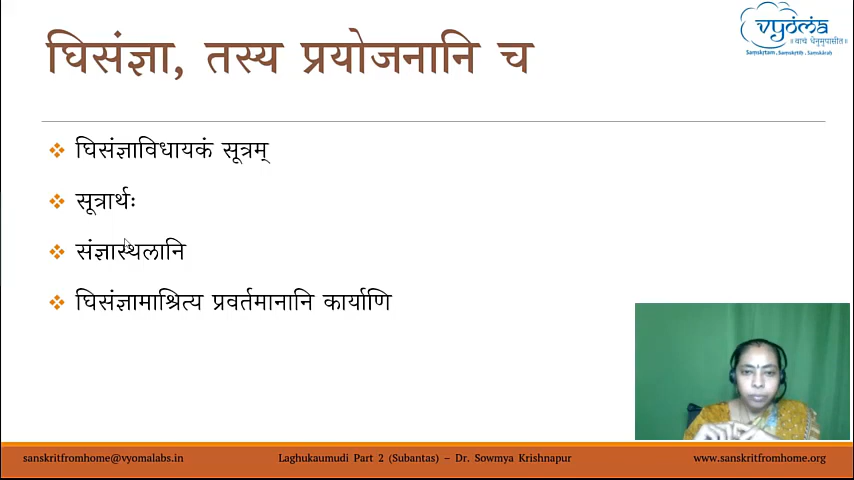 घिसंज्ञा, तस्य प्रयोजनानि च
vyoma
॥ वाचं धेनुमुपासीत ॥
Samskrtam, Samskriti, Samskarah
घिसंज्ञाविधायकं सूत्रम्
सूत्रार्थः
संज्ञास्थलानि
घिसंज्ञामाश्रित्य प्रवर्तमानानि कार्याणि
sanskritfromhome@vyomalabs.in
Laghukaumudi Part 2 (Subantas) – Dr. Sowmya Krishnapur
www.sanskritfromhome.org